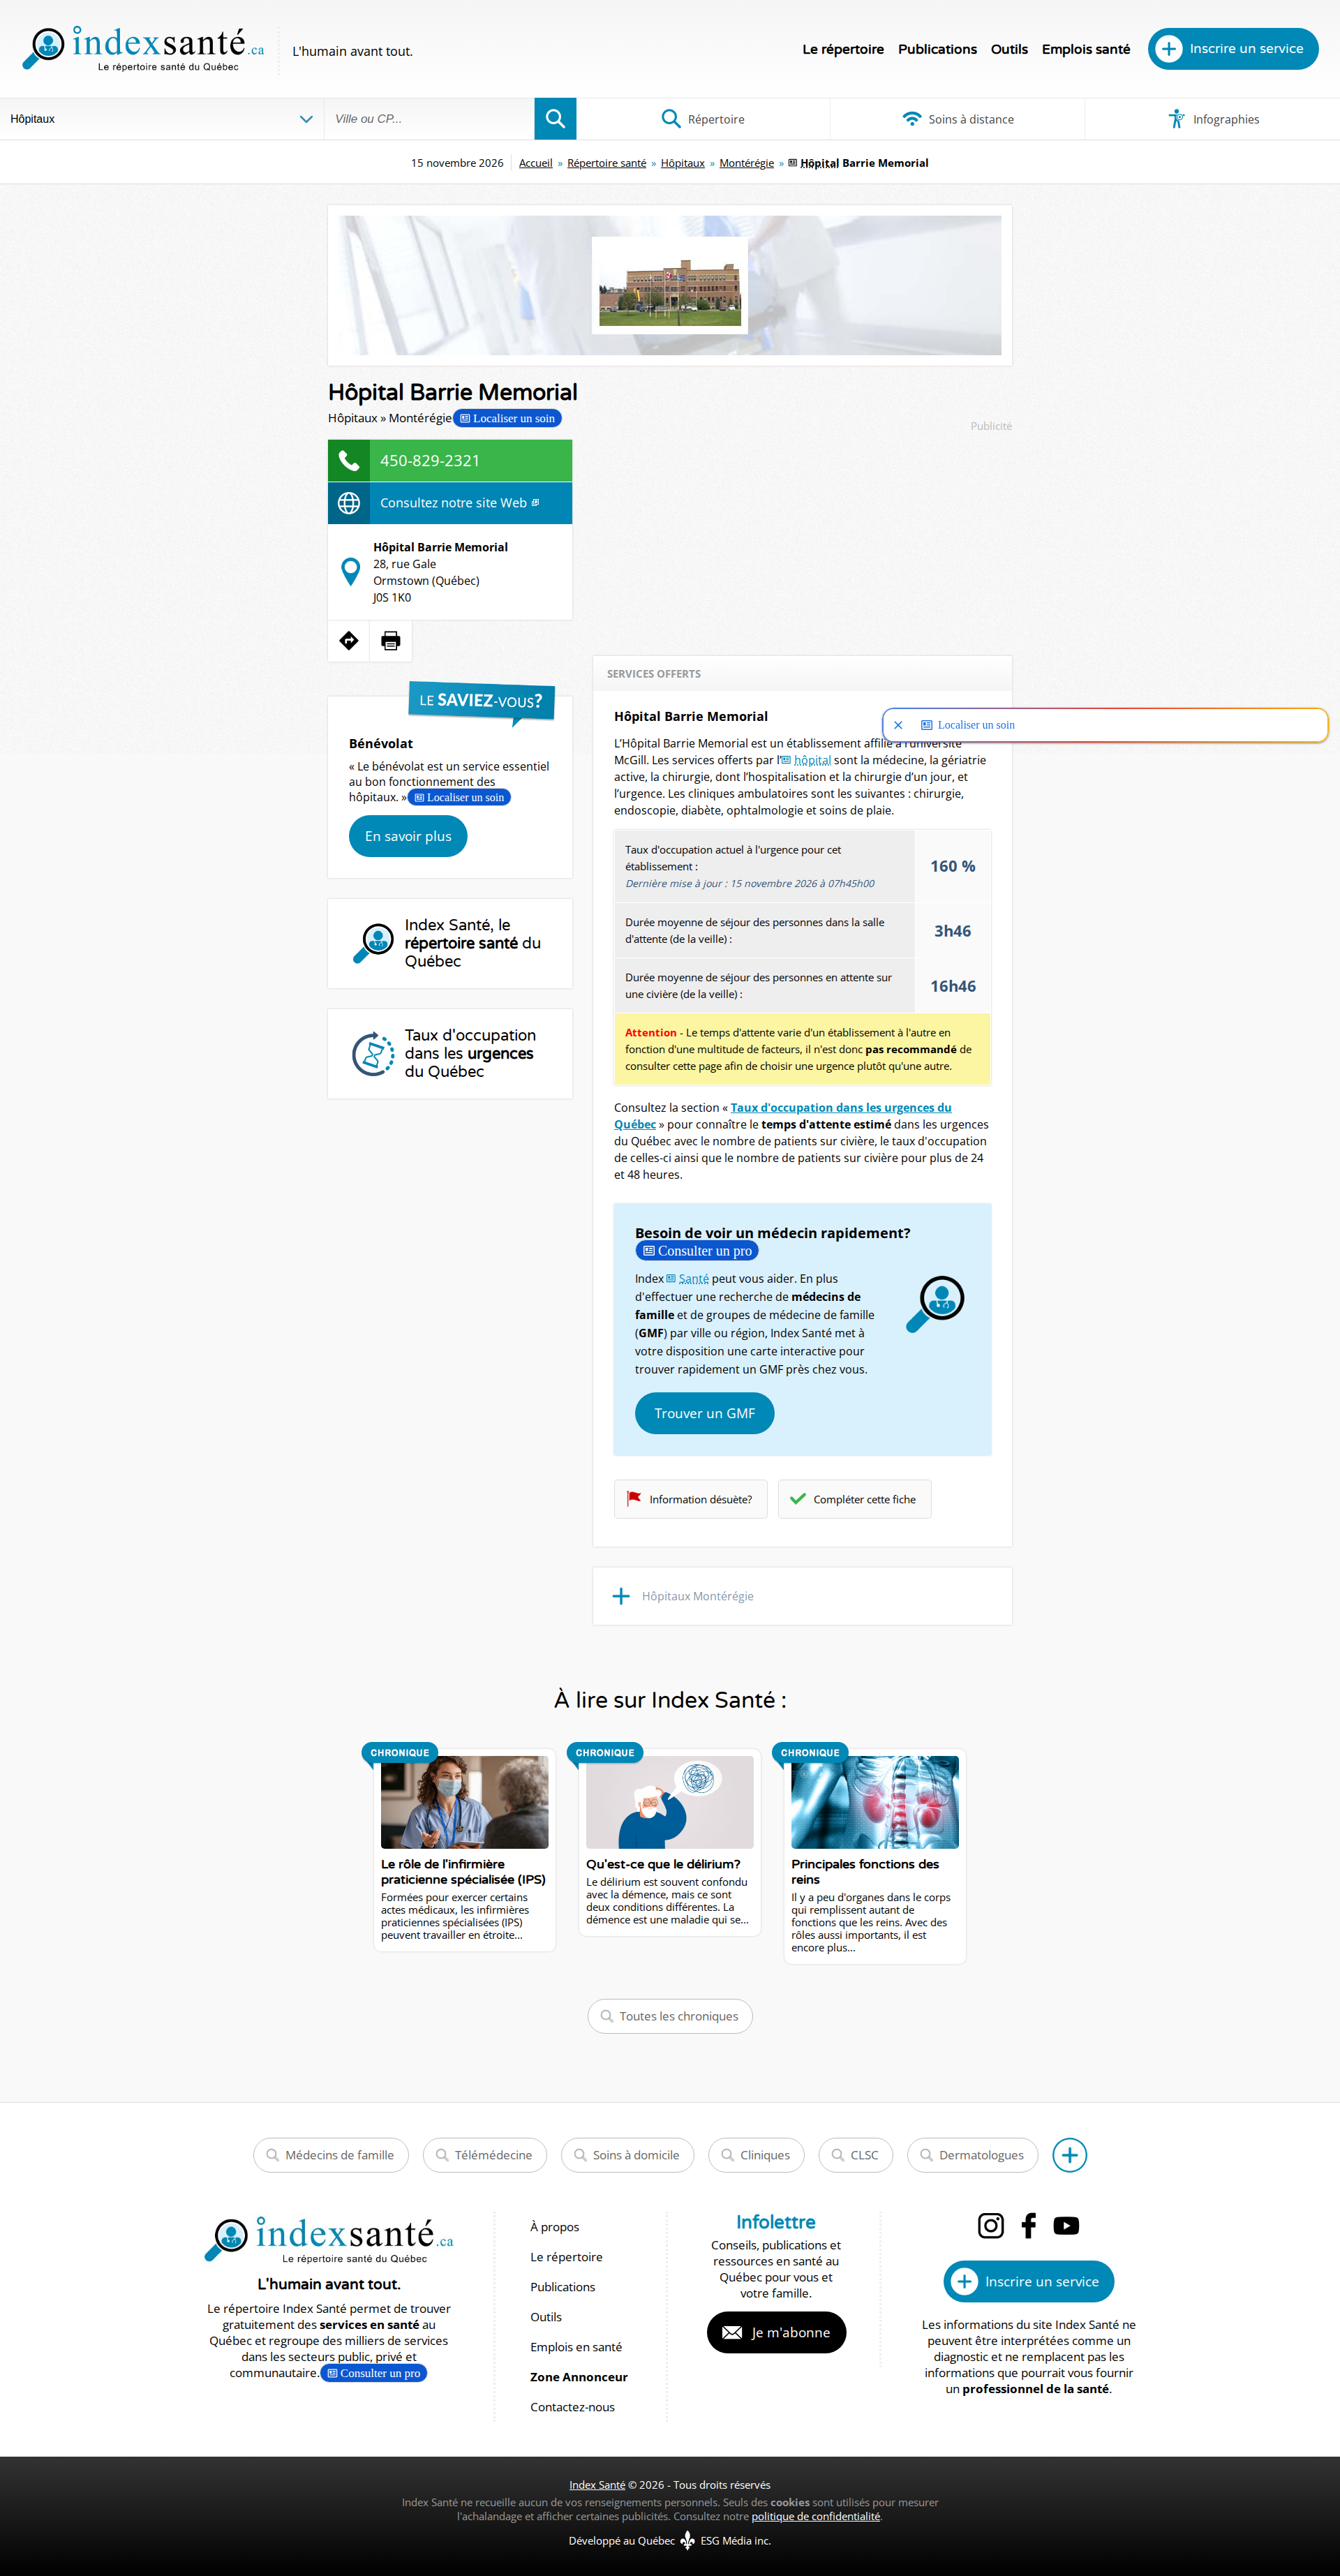 indexsanté.ca
Le répertoire santé du Québec
L'humain avant tout.
Le répertoire
Publications
Outils
Emplois santé
Inscrire un service
Hôpitaux
Ville ou CP...
Répertoire
Soins à distance
Infographies
15 novembre 2026
Accueil » Répertoire santé » Hôpitaux » Montérégie » Hôpital Barrie Memorial
Hôpital Barrie Memorial
Hôpitaux » Montérégie Localiser un soin
Publicité
450-829-2321
Consultez notre site Web
Hôpital Barrie Memorial
28, rue Gale
Ormstown (Québec)
J0S 1K0
LE SAVIEZ-VOUS?
Bénévolat
« Le bénévolat est un service essentiel
au bon fonctionnement des
hôpitaux. » Localiser un soin
En savoir plus
Index Santé, le
répertoire santé du
Québec
Taux d'occupation
dans les urgences
du Québec
SERVICES OFFERTS
Hôpital Barrie Memorial
Localiser un soin
L'Hôpital Barrie Memorial est un établissement affilié à l'université
McGill. Les services offerts par l'hôpital sont la médecine, la gériatrie
active, la chirurgie, dont l'hospitalisation et la chirurgie d'un jour, et
l'urgence. Les cliniques ambulatoires sont les suivantes : chirurgie,
endoscopie, diabète, ophtalmologie et soins de plaie.
Taux d'occupation actuel à l'urgence pour cet
établissement :
Dernière mise à jour : 15 novembre 2026 à 07h45h00
160 %
Durée moyenne de séjour des personnes dans la salle
d'attente (de la veille) :
3h46
Durée moyenne de séjour des personnes en attente sur
une civière (de la veille) :
16h46
Attention - Le temps d'attente varie d'un établissement à l'autre en
fonction d'une multitude de facteurs, il n'est donc pas recommandé de
consulter cette page afin de choisir une urgence plutôt qu'une autre.
Consultez la section « Taux d'occupation dans les urgences du
Québec » pour connaître le temps d'attente estimé dans les urgences
du Québec avec le nombre de patients sur civière, le taux d'occupation
de celles-ci ainsi que le nombre de patients sur civière pour plus de 24
et 48 heures.
Besoin de voir un médecin rapidement?
Consulter un pro
Index Santé peut vous aider. En plus
d'effectuer une recherche de médecins de
famille et de groupes de médecine de famille
(GMF) par ville ou région, Index Santé met à
votre disposition une carte interactive pour
trouver rapidement un GMF près chez vous.
Trouver un GMF
Information désuète?
Compléter cette fiche
Hôpitaux Montérégie
À lire sur Index Santé :
CHRONIQUE
Le rôle de l'infirmière
praticienne spécialisée (IPS)
Formées pour exercer certains
actes médicaux, les infirmières
praticiennes spécialisées (IPS)
peuvent travailler en étroite...
CHRONIQUE
Qu'est-ce que le délirium?
Le délirium est souvent confondu
avec la démence, mais ce sont
deux conditions différentes. La
démence est une maladie qui se...
CHRONIQUE
Principales fonctions des
reins
Il y a peu d'organes dans le corps
qui remplissent autant de
fonctions que les reins. Avec des
rôles aussi importants, il est
encore plus...
Toutes les chroniques
Médecins de famille
Télémédecine
Soins à domicile
Cliniques
CLSC
Dermatologues
indexsanté.ca
Le répertoire santé du Québec
L'humain avant tout.
Le répertoire Index Santé permet de trouver
gratuitement des services en santé au
Québec et regroupe des milliers de services
dans les secteurs public, privé et
communautaire. Consulter un pro
À propos
Le répertoire
Publications
Outils
Emplois en santé
Zone Annonceur
Contactez-nous
Infolettre
Conseils, publications et
ressources en santé au
Québec pour vous et
votre famille.
Je m'abonne
Inscrire un service
Les informations du site Index Santé ne
peuvent être interprétées comme un
diagnostic et ne remplacent pas les
informations que pourrait vous fournir
un professionnel de la santé.
Index Santé © 2026 - Tous droits réservés
Index Santé ne recueille aucun de vos renseignements personnels. Seuls des cookies sont utilisés pour mesurer
l'achalandage et afficher certaines publicités. Consultez notre politique de confidentialité.
Développé au Québec ESG Média inc.